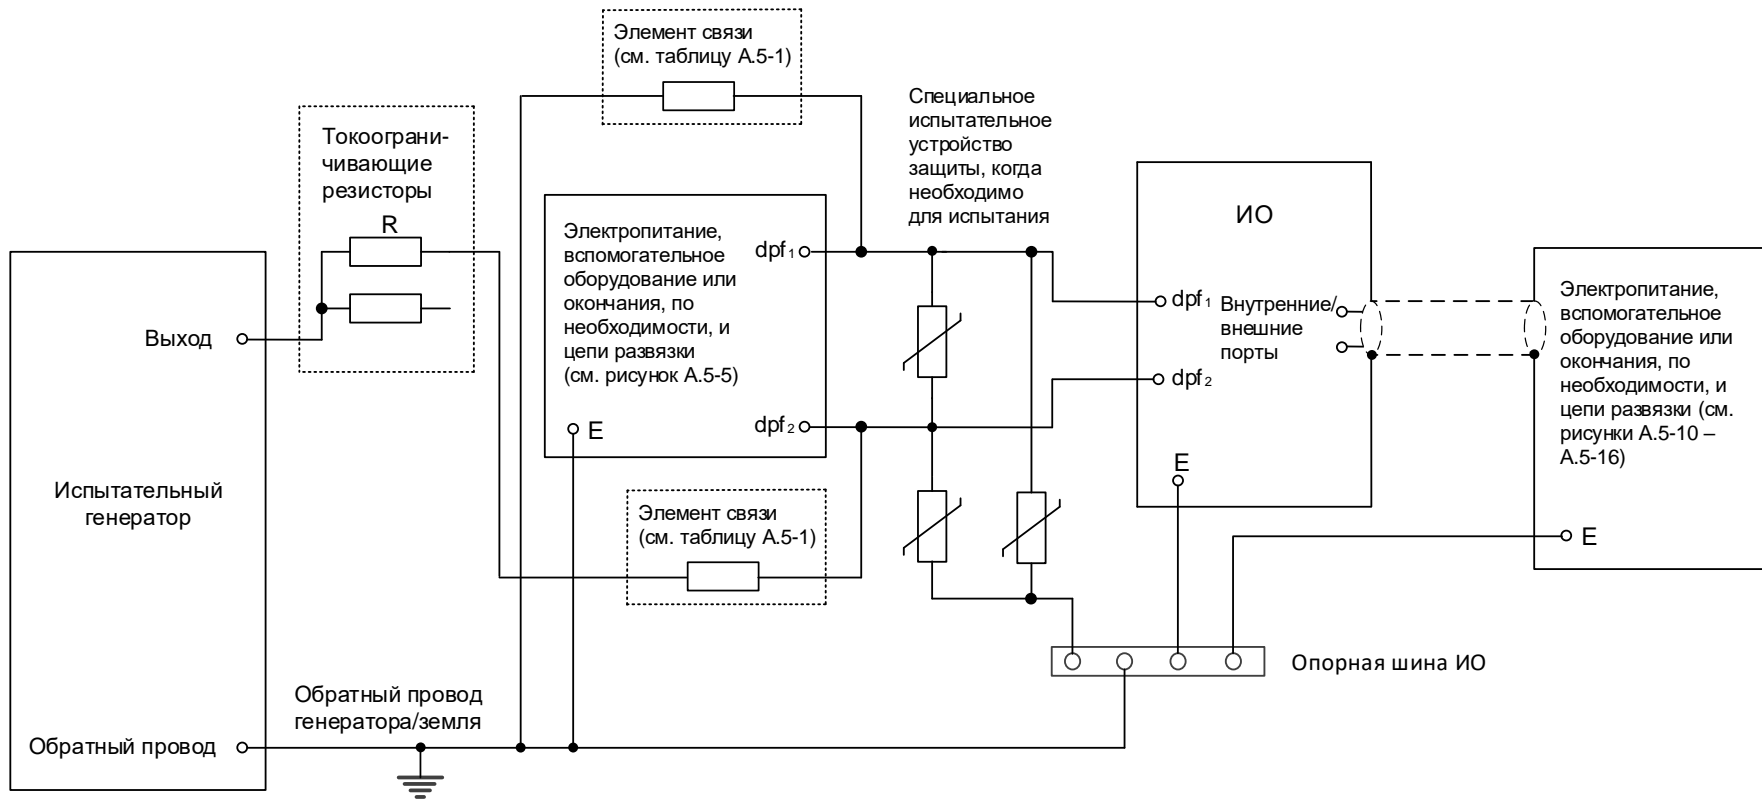 Элемент связи
(см. таблицу А.5-1)
Специальное
испытательное
устройство
защиты, когда
необходимо
для испытания
Токоограни-
чивающие
резисторы
R
Электропитание,
вспомогательное
оборудование или
окончания, по
необходимости, и
цепи развязки
(см. рисунок А.5-5)
dpf1
dpf2
E
ИО
dpf1
Внутренние/
внешние
порты
dpf2
E
Электропитание,
вспомогательное
оборудование или
окончания, по
необходимости, и
цепи развязки (см.
рисунки А.5-10 –
А.5-16)
E
Выход
Испытательный
генератор
Элемент связи
(см. таблицу А.5-1)
Опорная шина ИО
Обратный провод
генератора/земля
Обратный провод